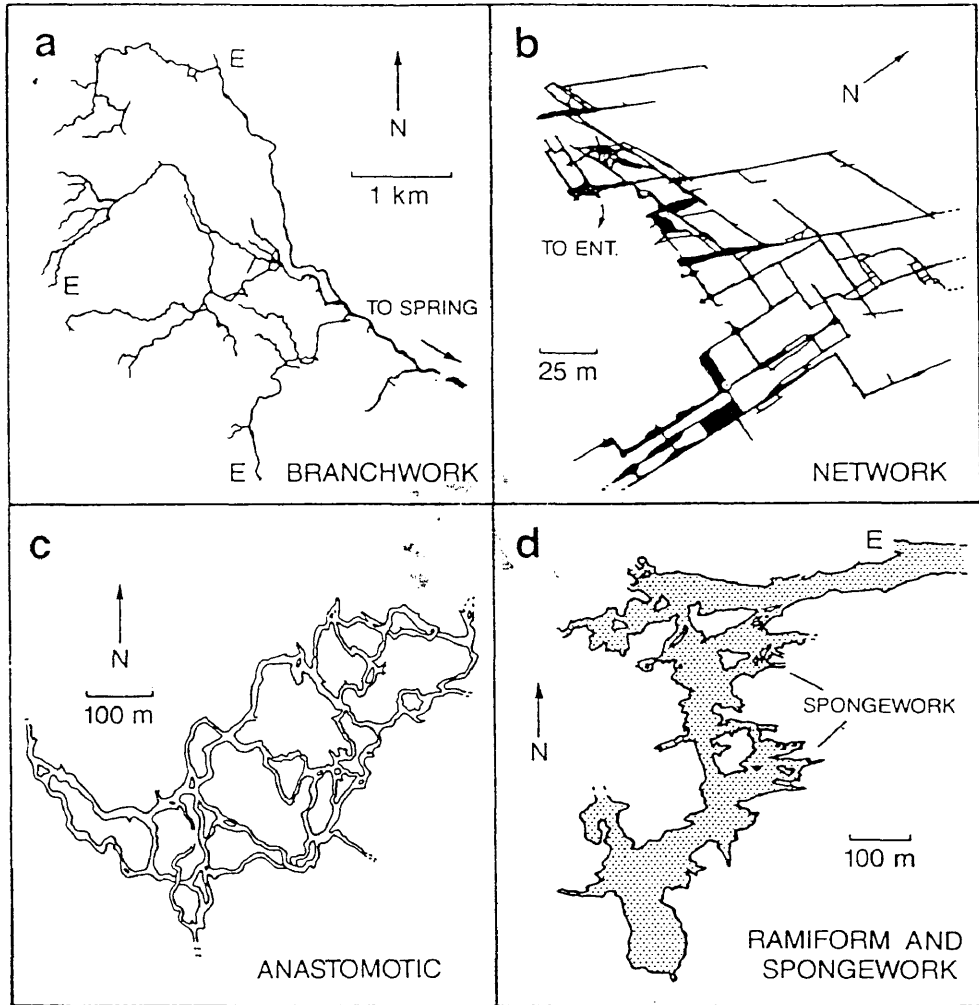 a
E
N
1 km
E
TO SPRING
E
BRANCHWORK
b
N
TO ENT.
25 m
NETWORK
c
N
100 m
ANASTOMOTIC
d
E
SPONGEWORK
N
100 m
RAMIFORM AND
SPONGEWORK